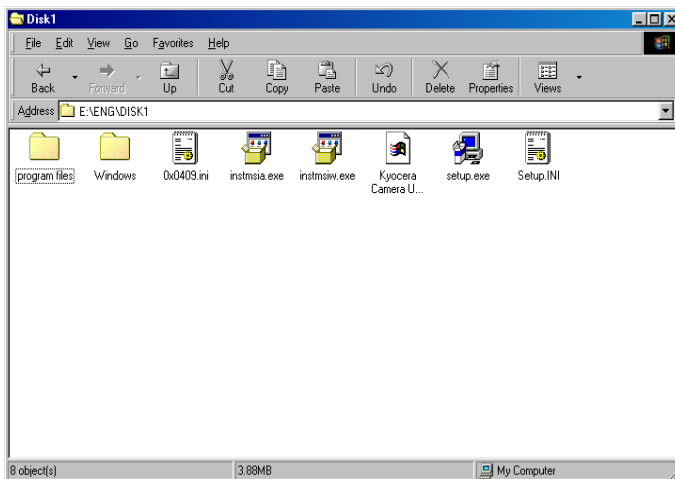 Disk1
File Edit View Go Favorites Help
Back Forward Up Cut Copy Paste Undo Delete Properties Views
Address E:\ENG\DISK1
program files Windows 0x0409.ini instmsia.exe instmsiw.exe Kyocera setup.exe Setup.INI
Camera U...
8 object(s) 3.88MB My Computer